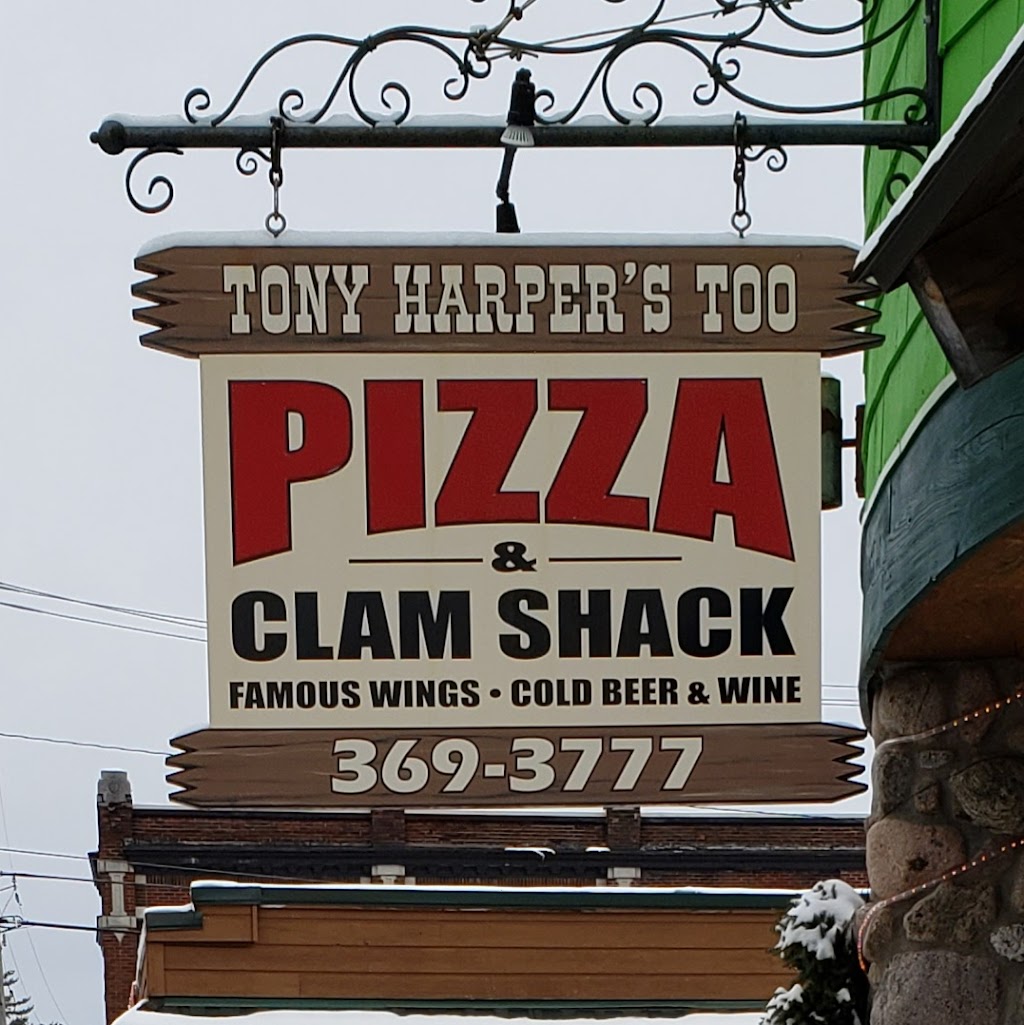 TONY HARPER'S TOO
PIZZA
&
CLAM SHACK
FAMOUS WINGS • COLD BEER & WINE
369-3777